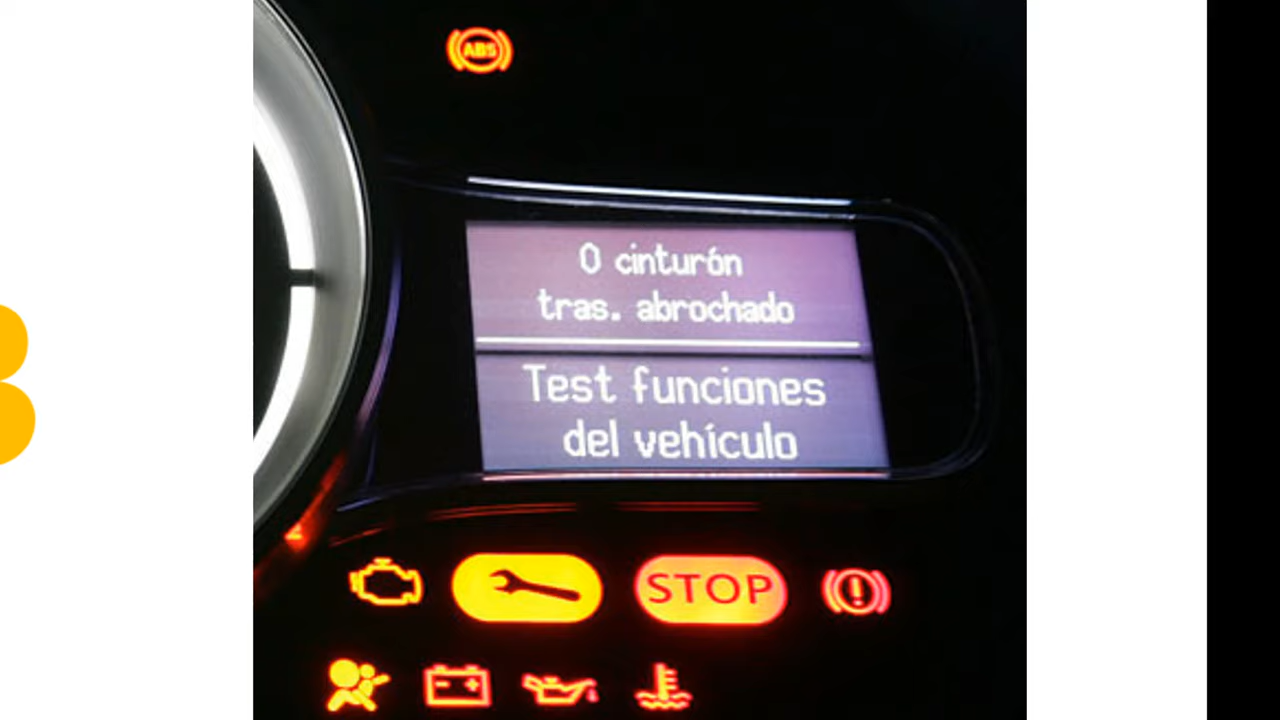 ABS
0 cinturón
tras. abrochado
Test funciones
del vehículo
STOP